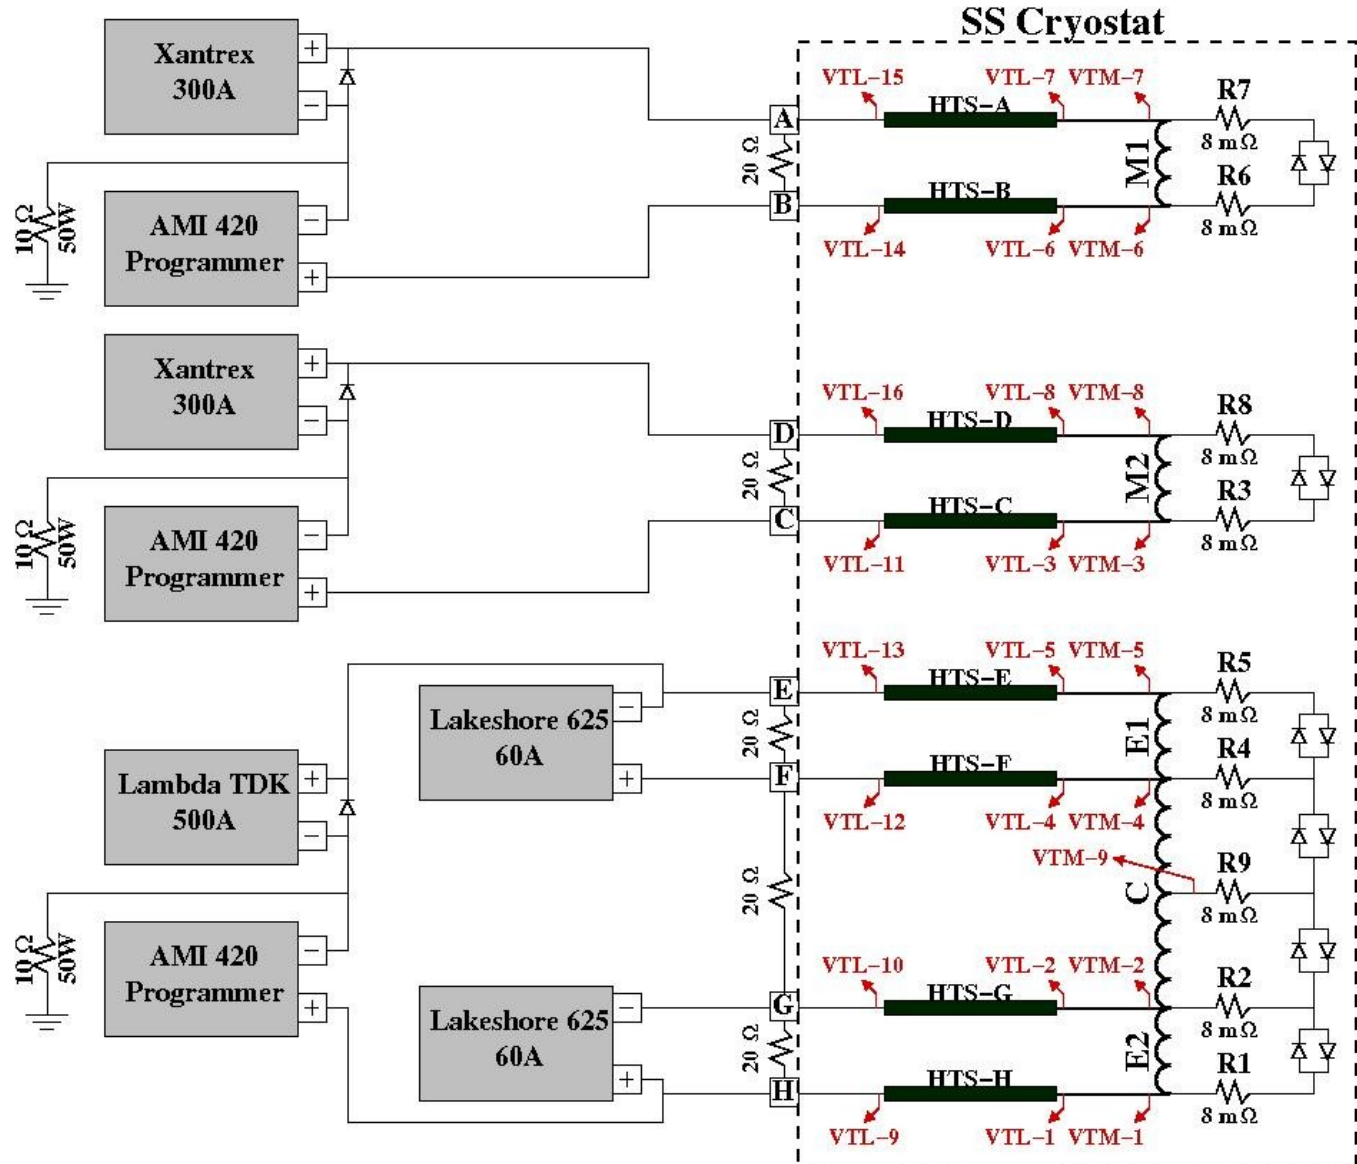 SS Cryostat
Xantrex
300A
+
−
VTL−15
VTL−7
VTM−7
HTS−A
R7
A
8 mΩ
20 Ω
M1
R6
B
HTS−B
8 mΩ
VTL−14
VTL−6
VTM−6
10 Ω
50W
AMI 420
Programmer
−
+
Xantrex
300A
+
−
VTL−16
VTL−8
VTM−8
HTS−D
R8
D
8 mΩ
20 Ω
M2
R3
C
HTS−C
8 mΩ
VTL−11
VTL−3
VTM−3
10 Ω
50W
AMI 420
Programmer
−
+
VTL−13
VTL−5
VTM−5
HTS−E
R5
E
8 mΩ
Lakeshore 625
60A
−
+
20 Ω
E1
R4
F
HTS−F
8 mΩ
VTL−12
VTL−4
VTM−4
Lambda TDK
500A
+
−
VTM−9
R9
20 Ω
C
8 mΩ
10 Ω
50W
AMI 420
Programmer
−
+
VTL−10
VTL−2
VTM−2
HTS−G
R2
G
8 mΩ
Lakeshore 625
60A
−
+
20 Ω
E2
R1
H
HTS−H
8 mΩ
VTL−9
VTL−1
VTM−1